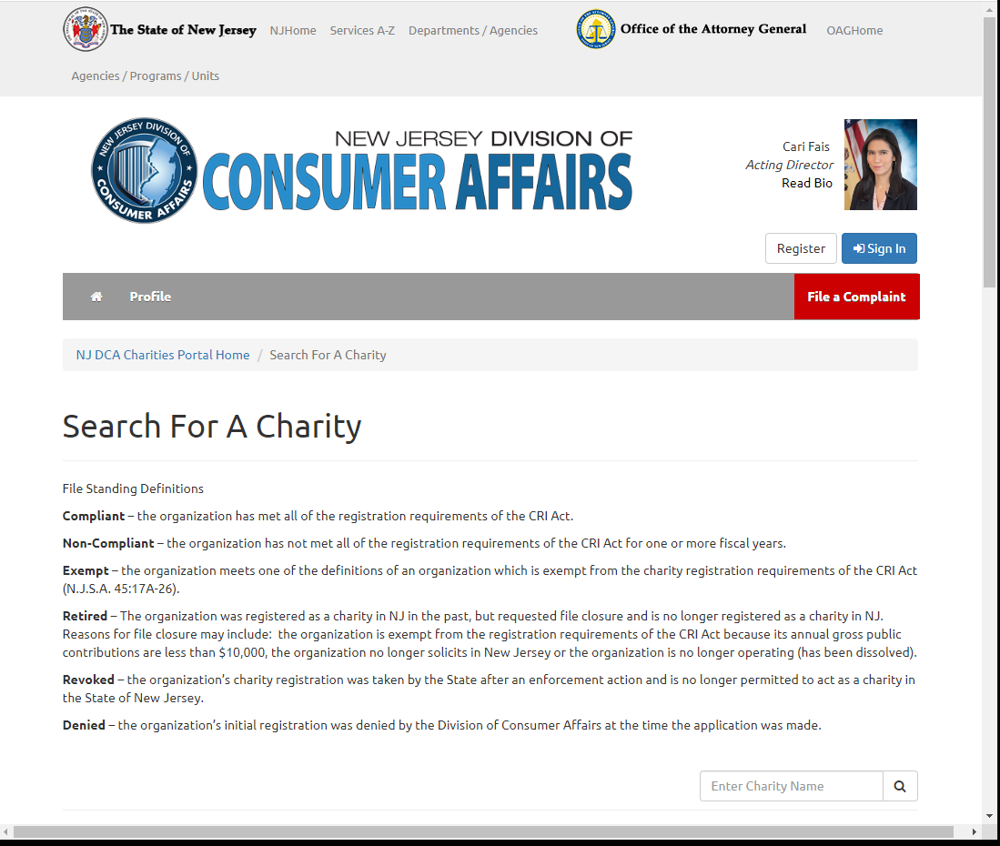 The State of New Jersey NJHome Services A-Z Departments / Agencies Office of the Attorney General OAGHome
Agencies / Programs / Units
NEW JERSEY DIVISION OF
CONSUMER AFFAIRS
NEW JERSEY DIVISION OF
CONSUMER AFFAIRS
Cari Fais
Acting Director
Read Bio
Register Sign In
Profile File a Complaint
NJ DCA Charities Portal Home / Search For A Charity
Search For A Charity
File Standing Definitions
Compliant – the organization has met all of the registration requirements of the CRI Act.
Non-Compliant – the organization has not met all of the registration requirements of the CRI Act for one or more fiscal years.
Exempt – the organization meets one of the definitions of an organization which is exempt from the charity registration requirements of the CRI Act
(N.J.S.A. 45:17A-26).
Retired – The organization was registered as a charity in NJ in the past, but requested file closure and is no longer registered as a charity in NJ.
Reasons for file closure may include:  the organization is exempt from the registration requirements of the CRI Act because its annual gross public
contributions are less than $10,000, the organization no longer solicits in New Jersey or the organization is no longer operating (has been dissolved).
Revoked – the organization’s charity registration was taken by the State after an enforcement action and is no longer permitted to act as a charity in
the State of New Jersey.
Denied – the organization’s initial registration was denied by the Division of Consumer Affairs at the time the application was made.
Enter Charity Name